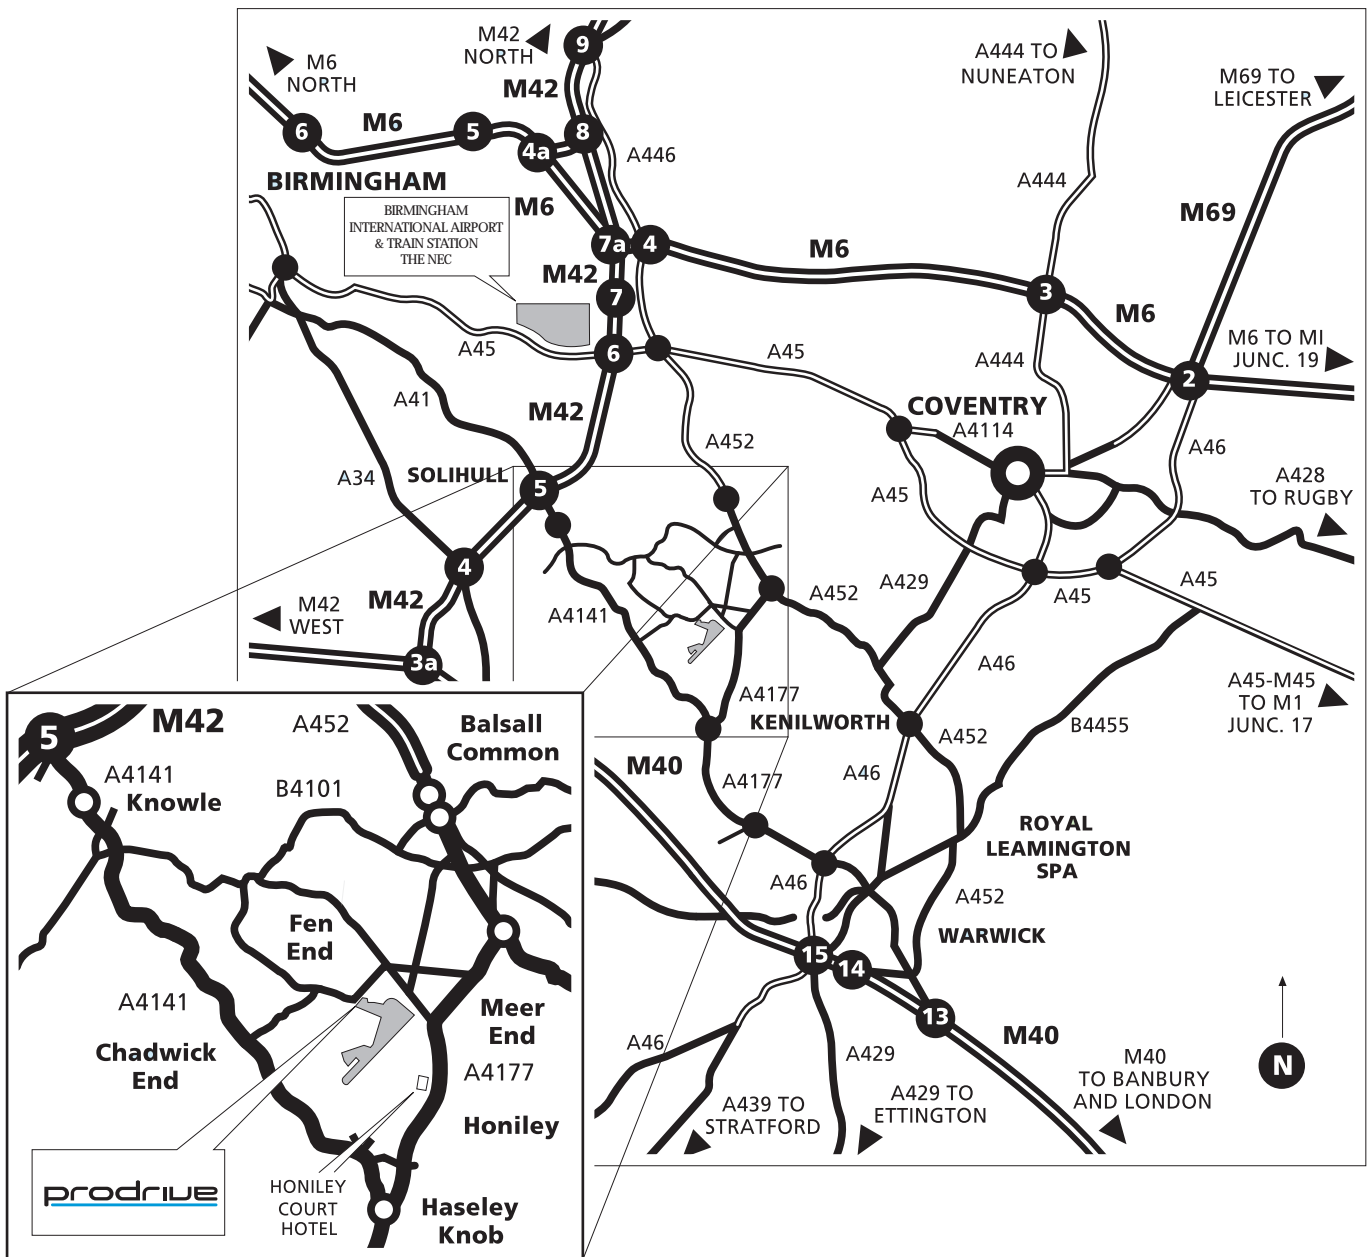 M6
NORTH
M42
NORTH
9
M42
A444 TO
NUNEATON
M69 TO
LEICESTER
6
M6
5
4a
8
A446
BIRMINGHAM
M6
A444
M69
BIRMINGHAM
INTERNATIONAL AIRPORT
& TRAIN STATION
THE NEC
7a
4
M6
M42
7
3
M6
A45
6
A45
A444
M6 TO MI
JUNC. 19
2
A41
M42
A452
COVENTRY
A4114
A46
A34
SOLIHULL
5
A45
A428
TO RUGBY
4
M42
M42
WEST
3a
A4141
A452
A429
A45
A45
A46
A4177
KENILWORTH
A452
B4455
A45-M45
TO M1
JUNC. 17
M40
A4177
A46
ROYAL
LEAMINGTON
SPA
A46
A452
WARWICK
15
14
13
M40
A46
A429
A439 TO
STRATFORD
A429 TO
ETTINGTON
M40
TO BANBURY
AND LONDON
N
5
M42
A452
Balsall
Common
A4141
Knowle
B4101
Fen
End
A4141
Meer
End
Chadwick
End
A4177
Honiley
prodrive
HONILEY
COURT
HOTEL
Haseley
Knob